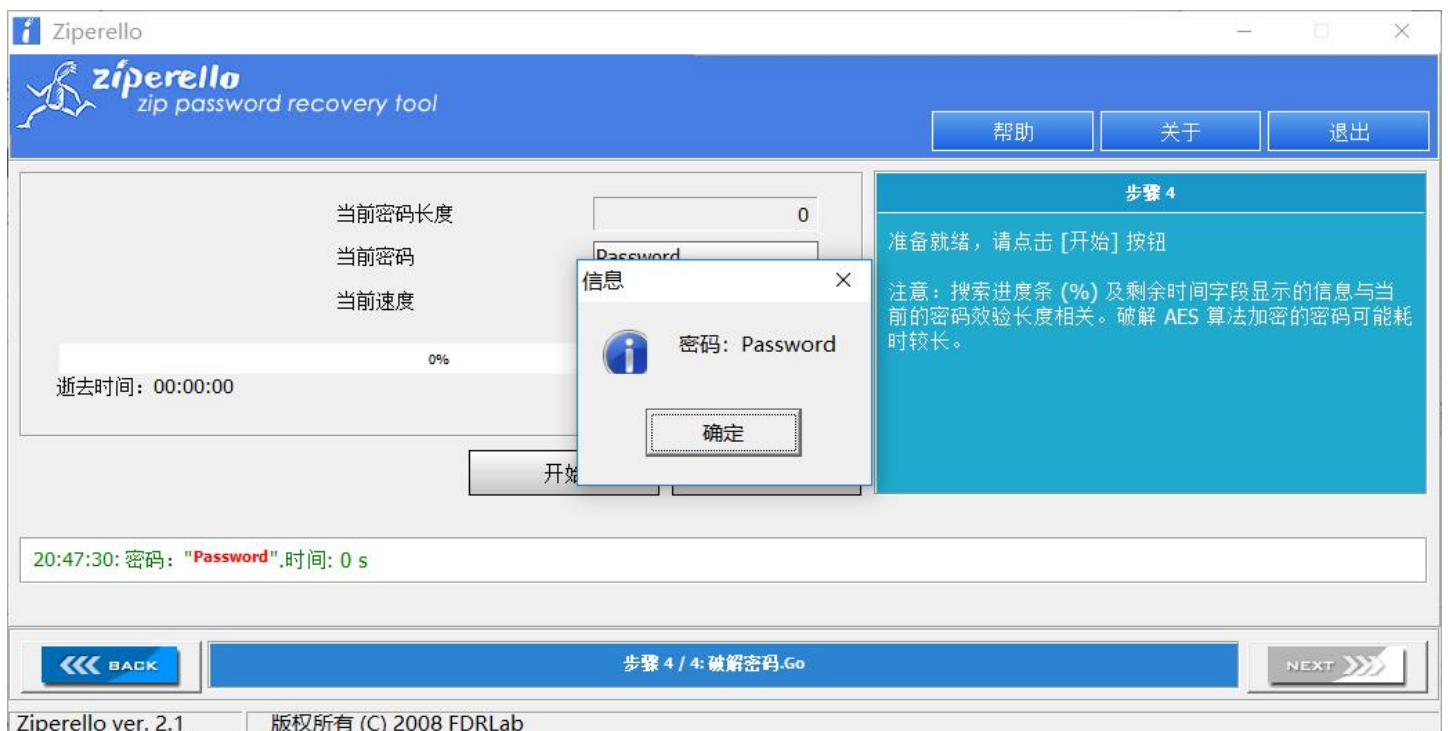 Ziperello
ziperello
zip password recovery tool
帮助
关于
退出
当前密码长度
0
当前密码
Password
当前速度
0%
逝去时间：00:00:00
开始
信息
密码：Password
确定
步骤 4
准备就绪，请点击 [开始] 按钮
注意：搜索进度条 (%) 及剩余时间字段显示的信息与当
前的密码效验长度相关。破解 AES 算法加密的密码可能耗
时较长。
20:47:30: 密码："Password".时间: 0 s
BACK
步骤 4 / 4: 破解密码.Go
NEXT
Ziperello ver. 2.1
版权所有 (C) 2008 FDRLab